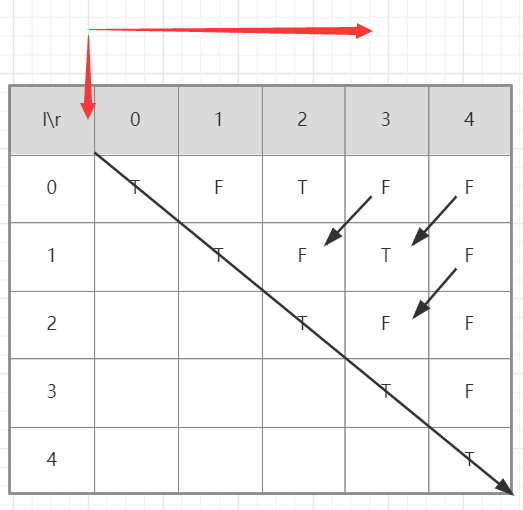 l\r 0 1 2 3 4
0 T F T F F
1 T F T F
2 T F F
3 T F
4 T